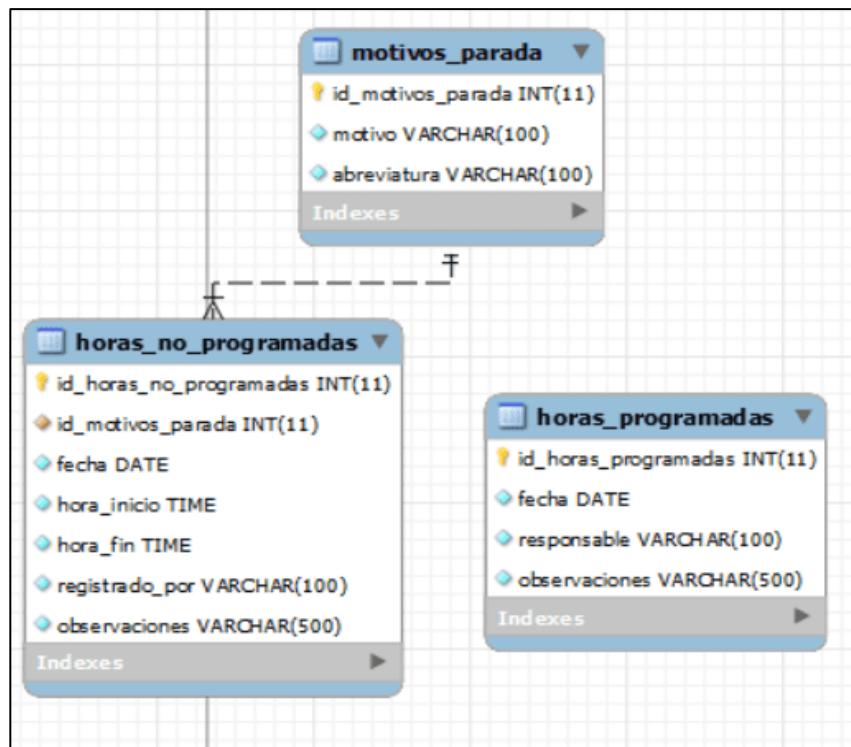 motivos_parada
id_motivos_parada INT(11)
motivo VARCHAR(100)
abreviatura VARCHAR(100)
Indexes
horas_no_programadas
id_horas_no_programadas INT(11)
id_motivos_parada INT(11)
fecha DATE
hora_inicio TIME
hora_fin TIME
registrado_por VARCHAR(100)
observaciones VARCHAR(500)
Indexes
horas_programadas
id_horas_programadas INT(11)
fecha DATE
responsable VARCHAR(100)
observaciones VARCHAR(500)
Indexes